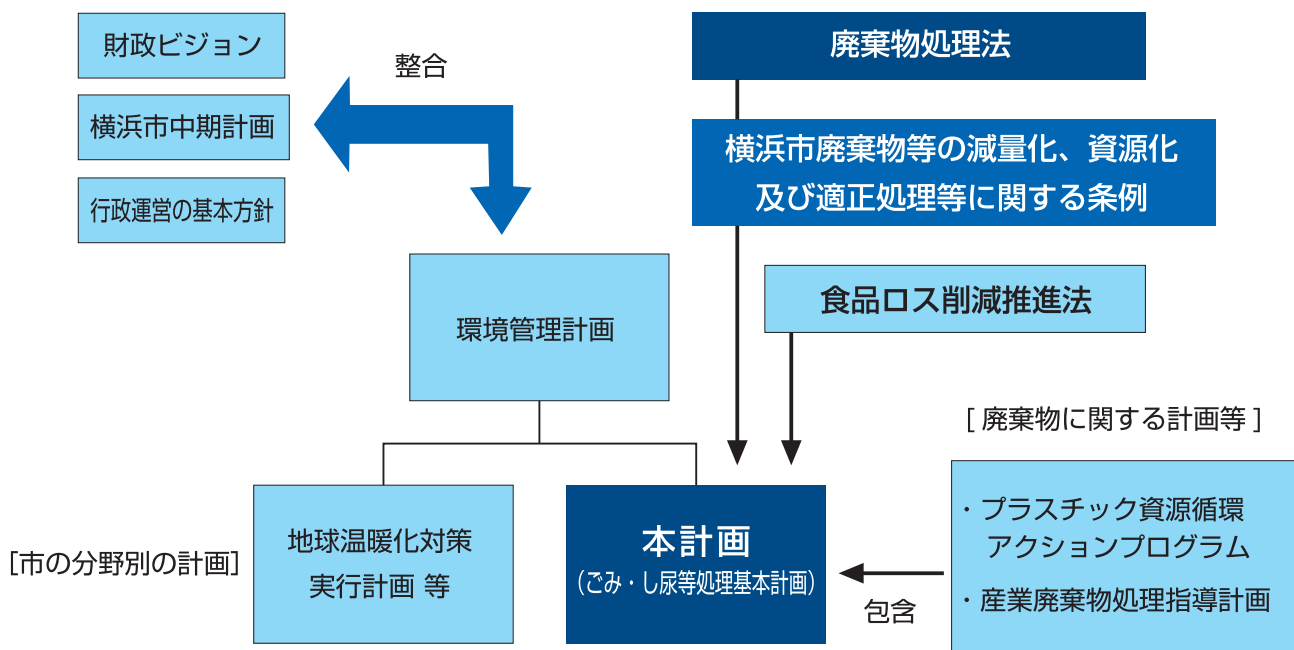 財政ビジョン
横浜市中期計画
行政運営の基本方針
整合
廃棄物処理法
横浜市廃棄物等の減量化、資源化
及び適正処理等に関する条例
食品ロス削減推進法
環境管理計画
[ 廃棄物に関する計画等 ]
[市の分野別の計画]
地球温暖化対策
実行計画 等
本計画
(ごみ・し尿等処理基本計画)
包含
・プラスチック資源循環
アクションプログラム
・産業廃棄物処理指導計画